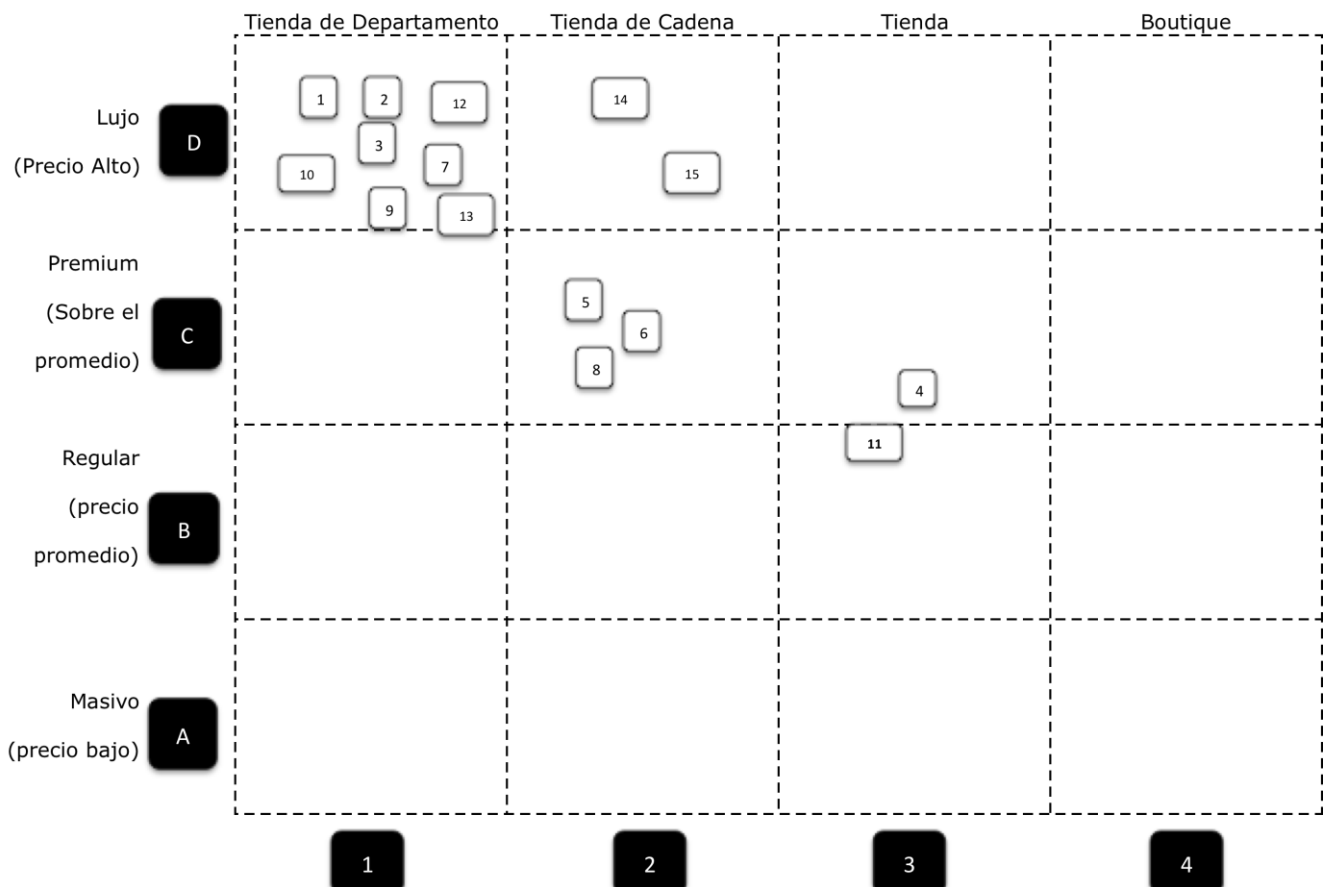 Tienda de Departamento Tienda de Cadena Tienda Boutique
1 2 12 14
Lujo
D
3
(Precio Alto) 10 7 15
9 13
Premium
5
(Sobre el C 6
promedio) 8
4
11
Regular
(precio B
promedio)
Masivo
A
(precio bajo)
1 2 3 4